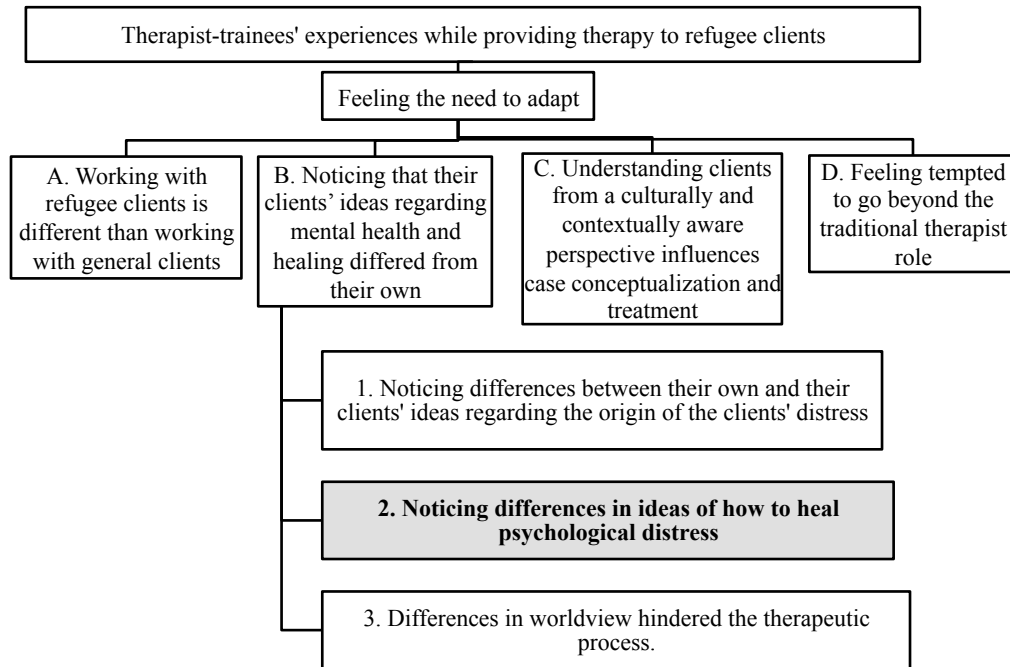 Therapist-trainees' experiences while providing therapy to refugee clients
Feeling the need to adapt
A. Working with
refugee clients is
different than working
with general clients
B. Noticing that their
clients’ ideas regarding
mental health and
healing differed from
their own
C. Understanding clients
from a culturally and
contextually aware
perspective influences
case conceptualization and
treatment
D. Feeling tempted
to go beyond the
traditional therapist
role
1. Noticing differences between their own and their
clients' ideas regarding the origin of the clients' distress
2. Noticing differences in ideas of how to heal
psychological distress
3. Differences in worldview hindered the therapeutic
process.